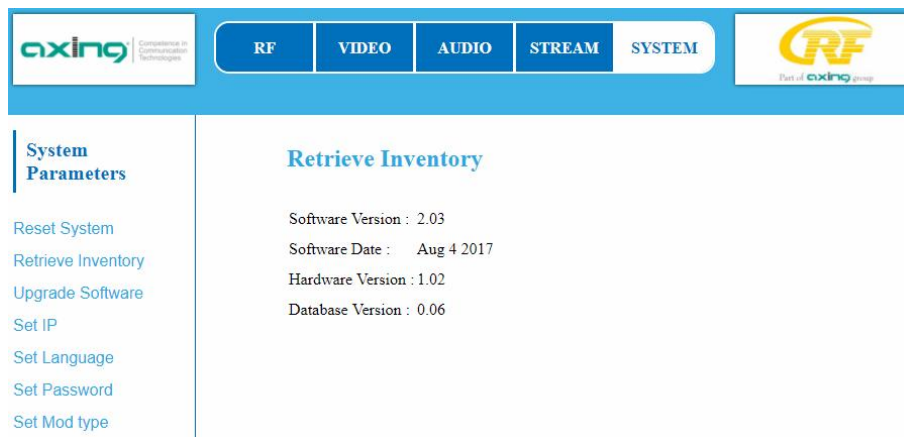 axing
Competence in
Communication
Technologies
RF VIDEO AUDIO STREAM SYSTEM
RF
Part of axing group
System
Parameters
Reset System
Retrieve Inventory
Upgrade Software
Set IP
Set Language
Set Password
Set Mod type
Retrieve Inventory
Software Version : 2.03
Software Date : Aug 4 2017
Hardware Version : 1.02
Database Version : 0.06